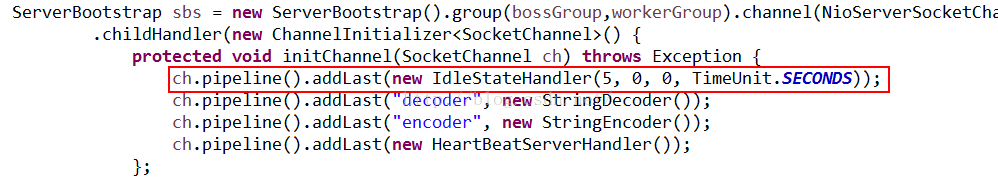 ServerBootstrap sbs = new ServerBootstrap().group(bossGroup,workerGroup).channel(NioServerSocketCha
.childHandler(new ChannelInitializer<SocketChannel>() {
protected void initChannel(SocketChannel ch) throws Exception {
ch.pipeline().addLast(new IdleStateHandler(5, 0, 0, TimeUnit.SECONDS));
ch.pipeline().addLast("decoder", new StringDecoder());
ch.pipeline().addLast("encoder", new StringEncoder());
ch.pipeline().addLast(new HeartBeatServerHandler());
};